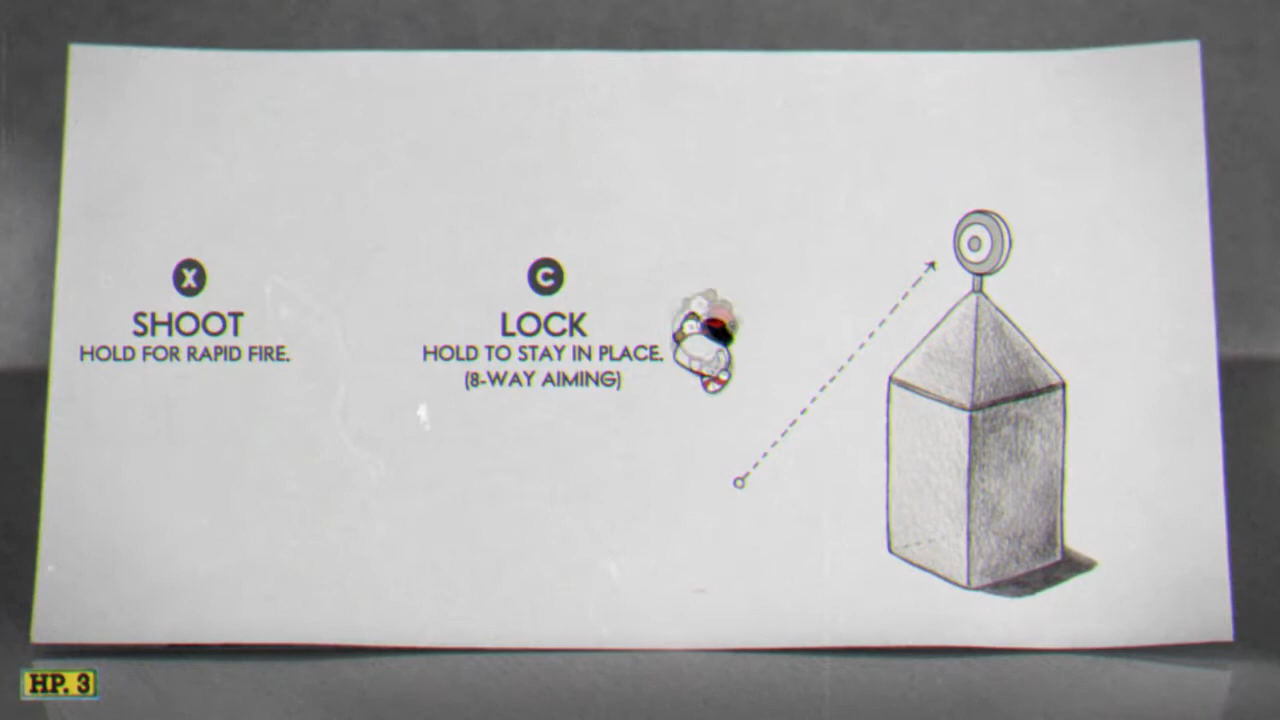 X
SHOOT
HOLD FOR RAPID FIRE.
C
LOCK
HOLD TO STAY IN PLACE.
(8-WAY AIMING)
HP. 3